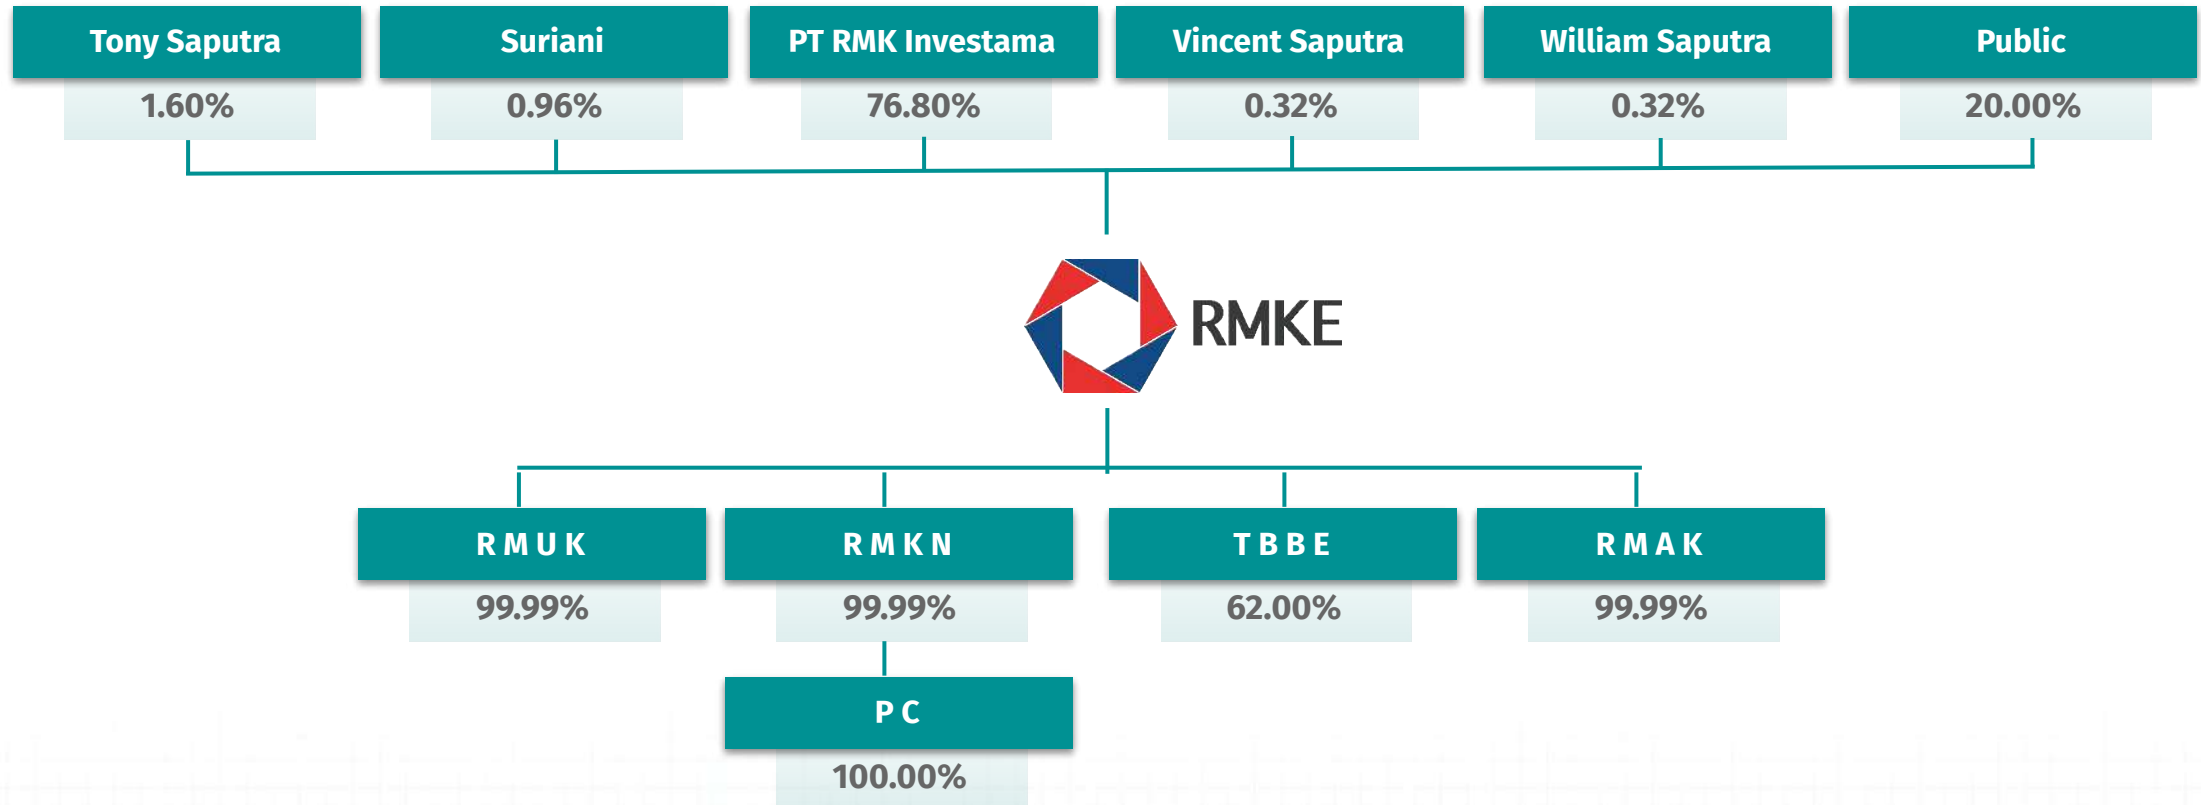 Tony Saputra
Suriani
PT RMK Investama
Vincent Saputra
William Saputra
Public
1.60%
0.96%
76.80%
0.32%
0.32%
20.00%
RMKE
RMUK
RMKN
TBBE
RMAK
99.99%
99.99%
62.00%
99.99%
PC
100.00%